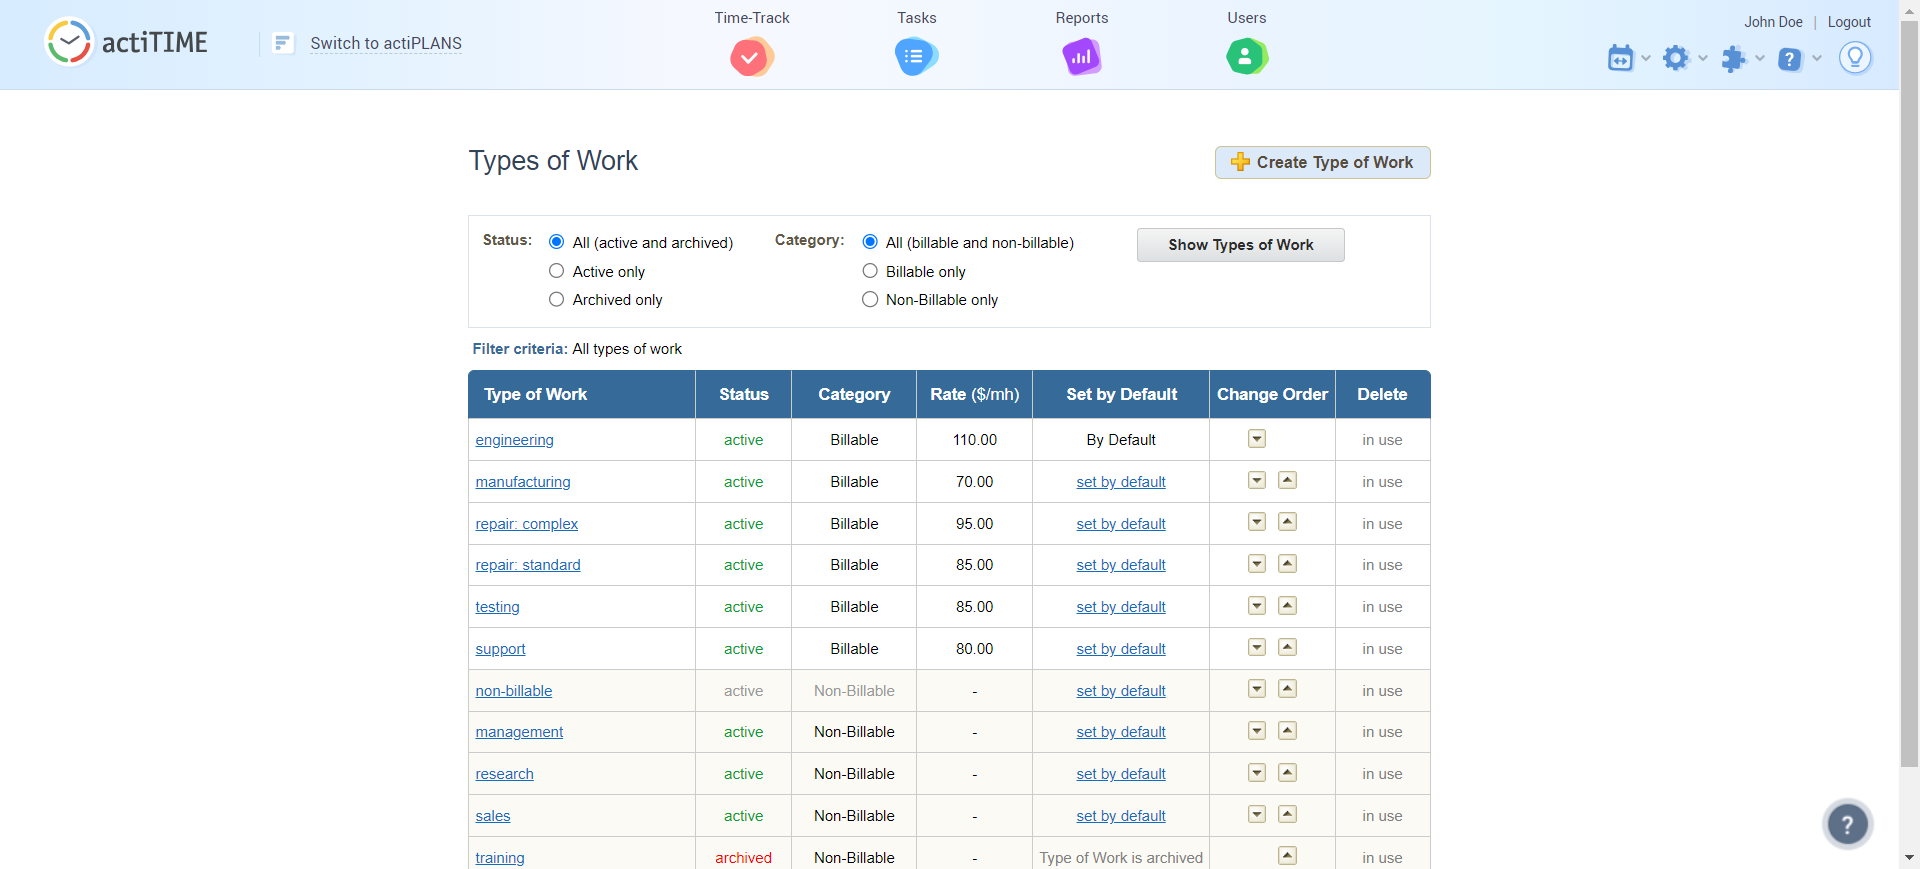 actiTIME
Switch to actiPLANS
Time-Track
Tasks
Reports
Users
John Doe | Logout
Types of Work
Create Type of Work
Status: All (active and archived) Category: All (billable and non-billable) Show Types of Work
Active only Billable only
Archived only Non-Billable only
Filter criteria: All types of work
Type of Work Status Category Rate ($/mh) Set by Default Change Order Delete
engineering active Billable 110.00 By Default in use
manufacturing active Billable 70.00 set by default in use
repair: complex active Billable 95.00 set by default in use
repair: standard active Billable 85.00 set by default in use
testing active Billable 85.00 set by default in use
support active Billable 80.00 set by default in use
non-billable active Non-Billable - set by default in use
management active Non-Billable - set by default in use
research active Non-Billable - set by default in use
sales active Non-Billable - set by default in use
training archived Non-Billable - Type of Work is archived in use
?